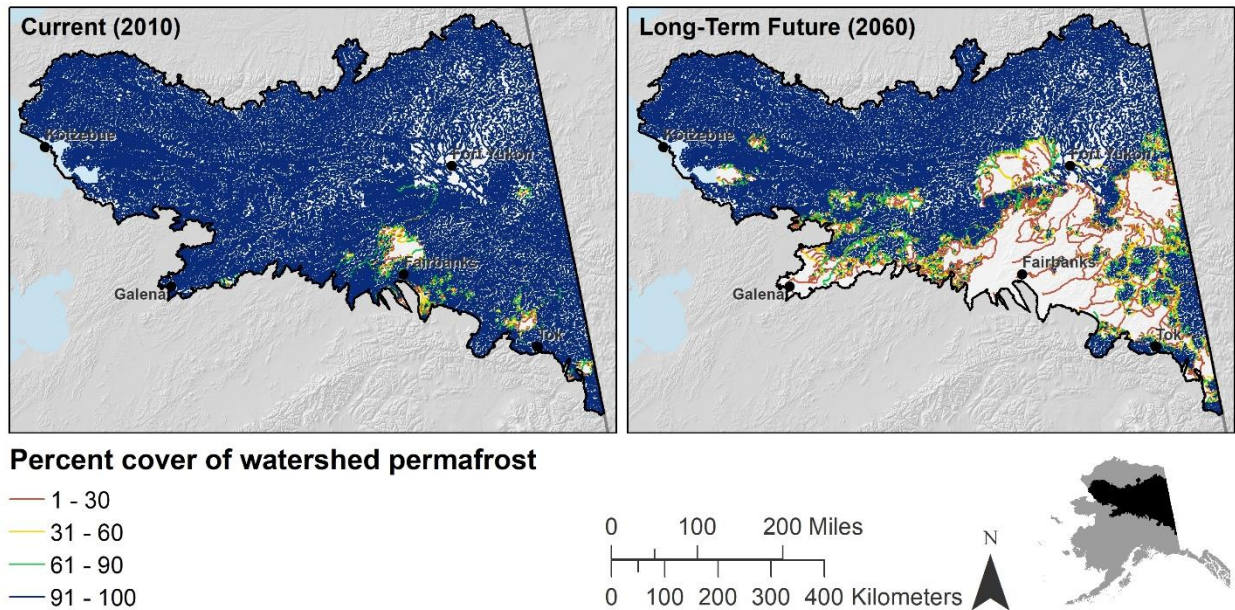 Current (2010)
Kotzebue
Fort Yukon
Fairbanks
Galena
Tok
Long-Term Future (2060)
Kotzebue
Fort Yukon
Fairbanks
Galena
Tok
Percent cover of watershed permafrost
1 - 30
31 - 60
61 - 90
91 - 100
0 100 200 Miles
0 100 200 300 400 Kilometers
N